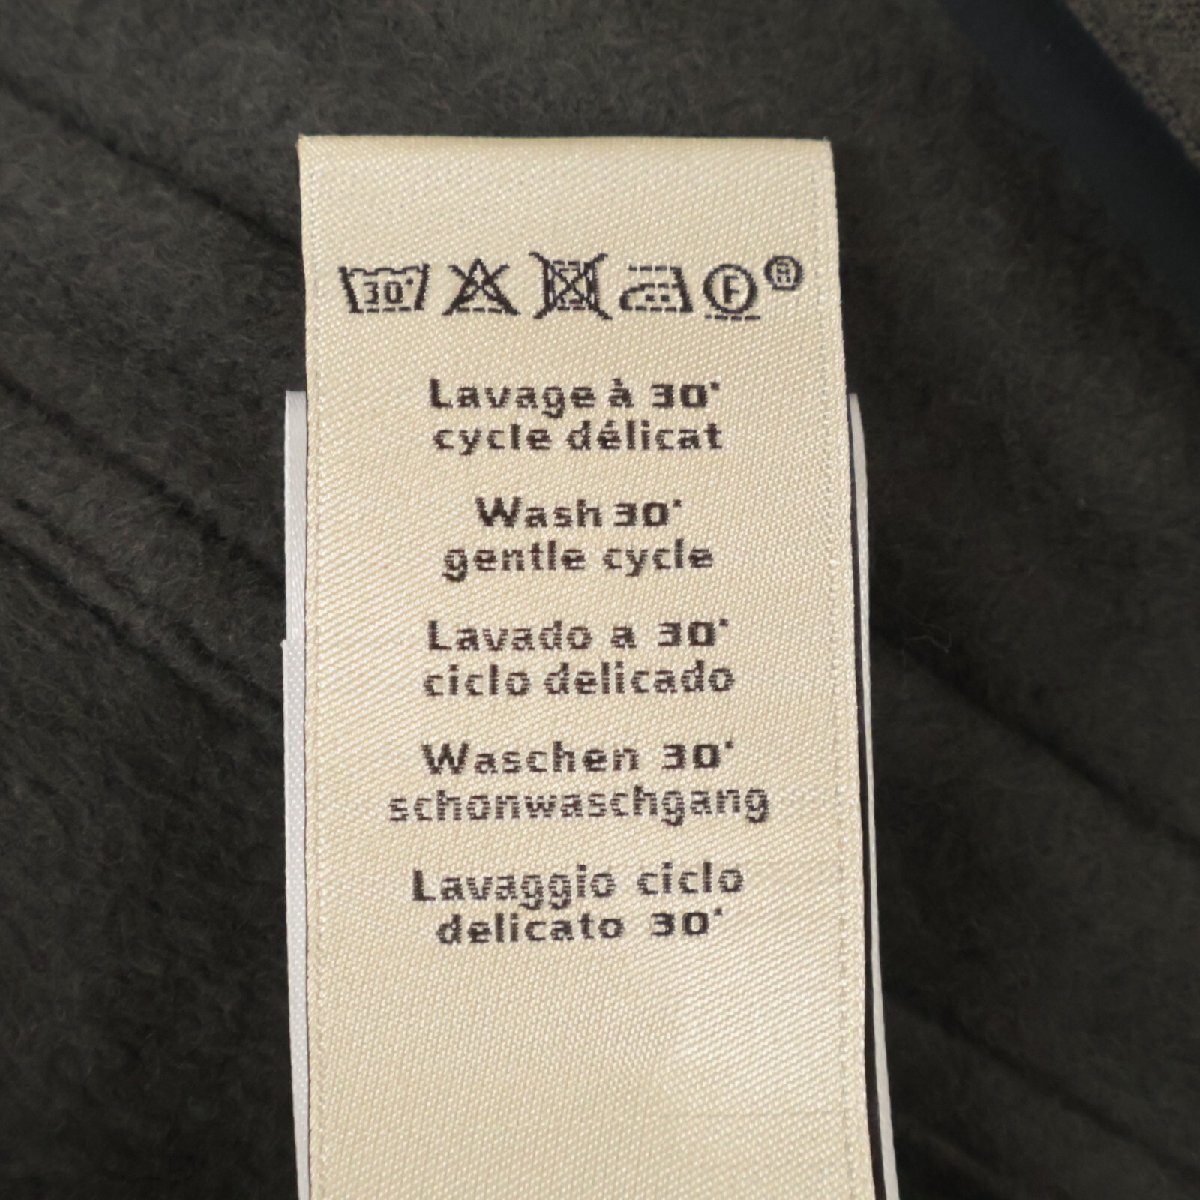 30°
F ®
Lavage à 30°
cycle délicat
Wash 30°
gentle cycle
Lavado a 30°
ciclo delicado
Waschen 30°
schonwaschgang
Lavaggio ciclo
delicato 30°